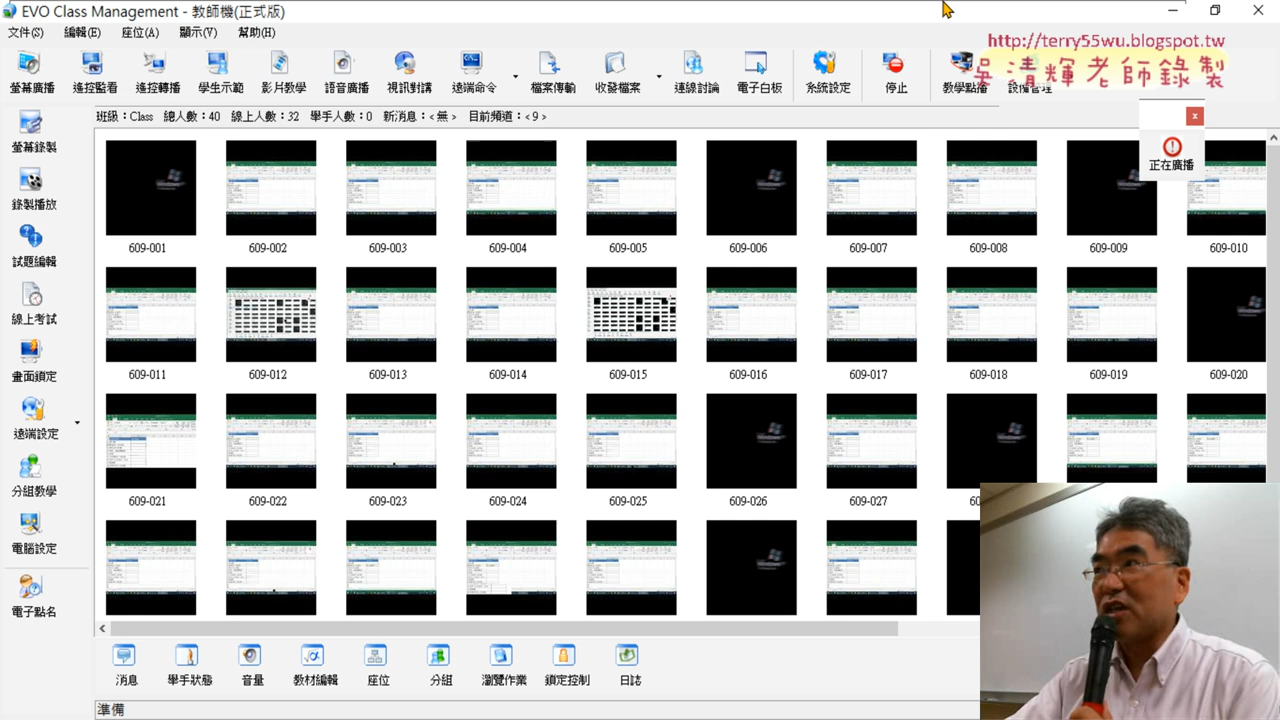 EVO Class Management - 教師機(正式版)
文件(S) 編輯(E) 座位(A) 顯示(V) 幫助(H)
http://terry55wu.blogspot.tw
吳清輝老師錄製
螢幕廣播 遙控監看 遙控轉播 學生示範 影片教學 語音廣播 視訊對講 遠端命令 檔案傳輸 收發檔案 連線討論 電子白板 系統設定 停止 教學點播 設備管理
班級：Class 總人數：40 線上人數：32 舉手人數：0 新消息：< 無 > 目前頻道：< 9 >
正在廣播
螢幕錄製
錄製播放
試題編輯
線上考試
畫面鎖定
遠端設定
分組教學
電腦設定
電子點名
609-001 609-002 609-003 609-004 609-005 609-006 609-007 609-008 609-009 609-010
609-011 609-012 609-013 609-014 609-015 609-016 609-017 609-018 609-019 609-020
609-021 609-022 609-023 609-024 609-025 609-026 609-027
消息 舉手狀態 音量 教材編輯 座位 分組 瀏覽作業 鎖定控制 日誌
準備